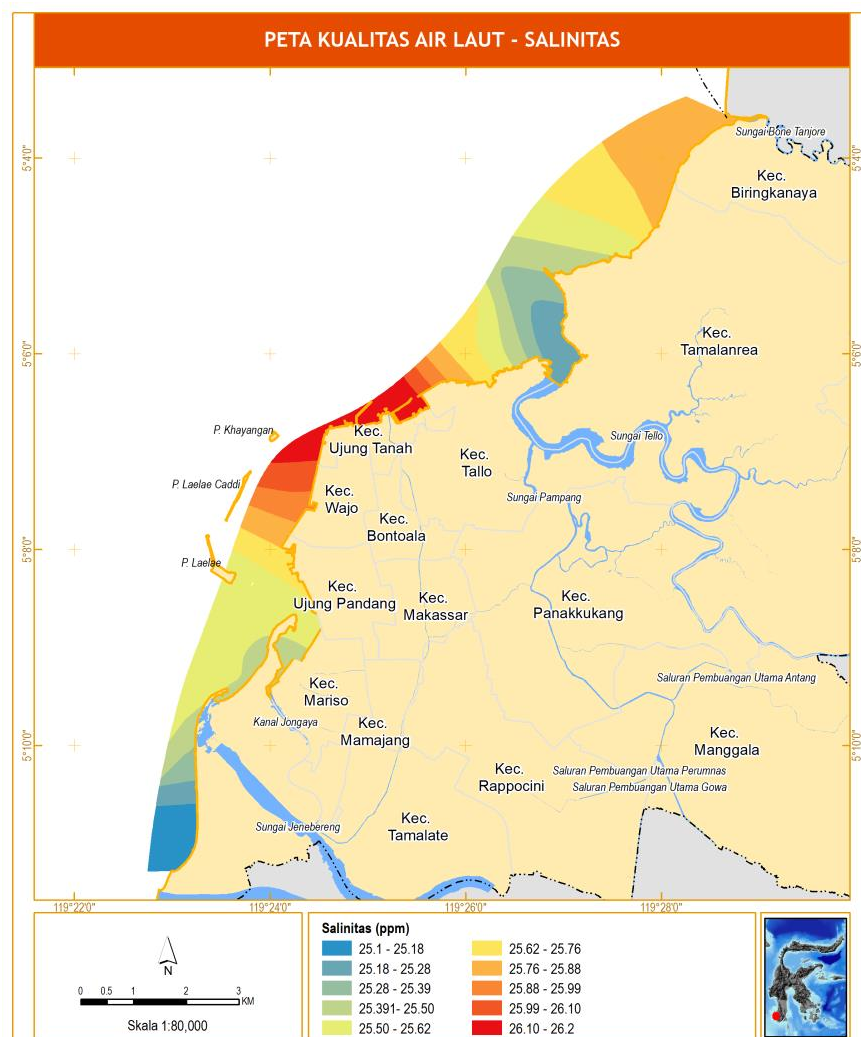 PETA KUALITAS AIR LAUT - SALINITAS
Sungai Bone Tanjore
5°4'0"
5°4'0"
Kec.
Biringkanaya
Kec.
Tamalanrea
5°6'0"
5°6'0"
P. Khayangan
Kec.
Ujung Tanah
Sungai Tello
Kec.
Tallo
P. Laelae Caddi
Kec.
Wajo
Sungai Pampang
Kec.
Bontoala
5°8'0"
5°8'0"
P. Laelae
Kec.
Ujung Pandang
Kec.
Makassar
Kec.
Panakkukang
Saluran Pembuangan Utama Antang
Kec.
Mariso
Kanal Jongaya
Kec.
Mamajang
5°10'0"
5°10'0"
Kec.
Manggala
Kec.
Rappocini
Saluran Pembuangan Utama Perumnas
Saluran Pembuangan Utama Gowa
Sungai Jenebereng
Kec.
Tamalate
119°22'0"
119°24'0"
119°26'0"
119°28'0"
N
0 0.5 1 2 3
KM
Skala 1:80,000
Salinitas (ppm)
25.1 - 25.18
25.18 - 25.28
25.28 - 25.39
25.391- 25.50
25.50 - 25.62
25.62 - 25.76
25.76 - 25.88
25.88 - 25.99
25.99 - 26.10
26.10 - 26.2